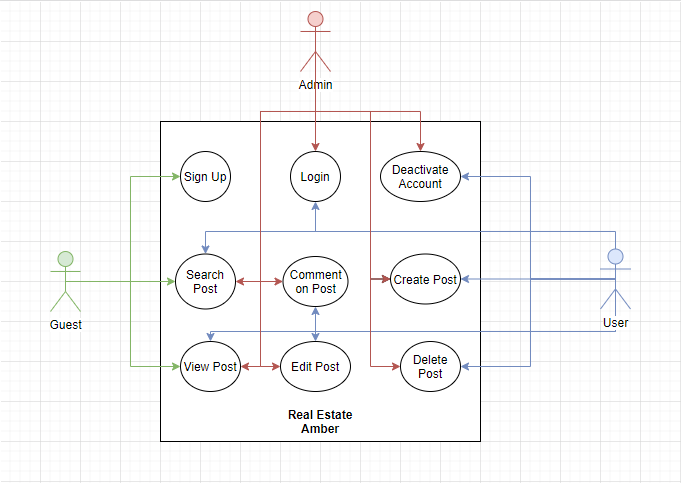 Admin
Sign Up
Login
Deactivate
Account
Search
Post
Comment
on Post
Create Post
Guest
User
View Post
Edit Post
Delete
Post
Real Estate
Amber